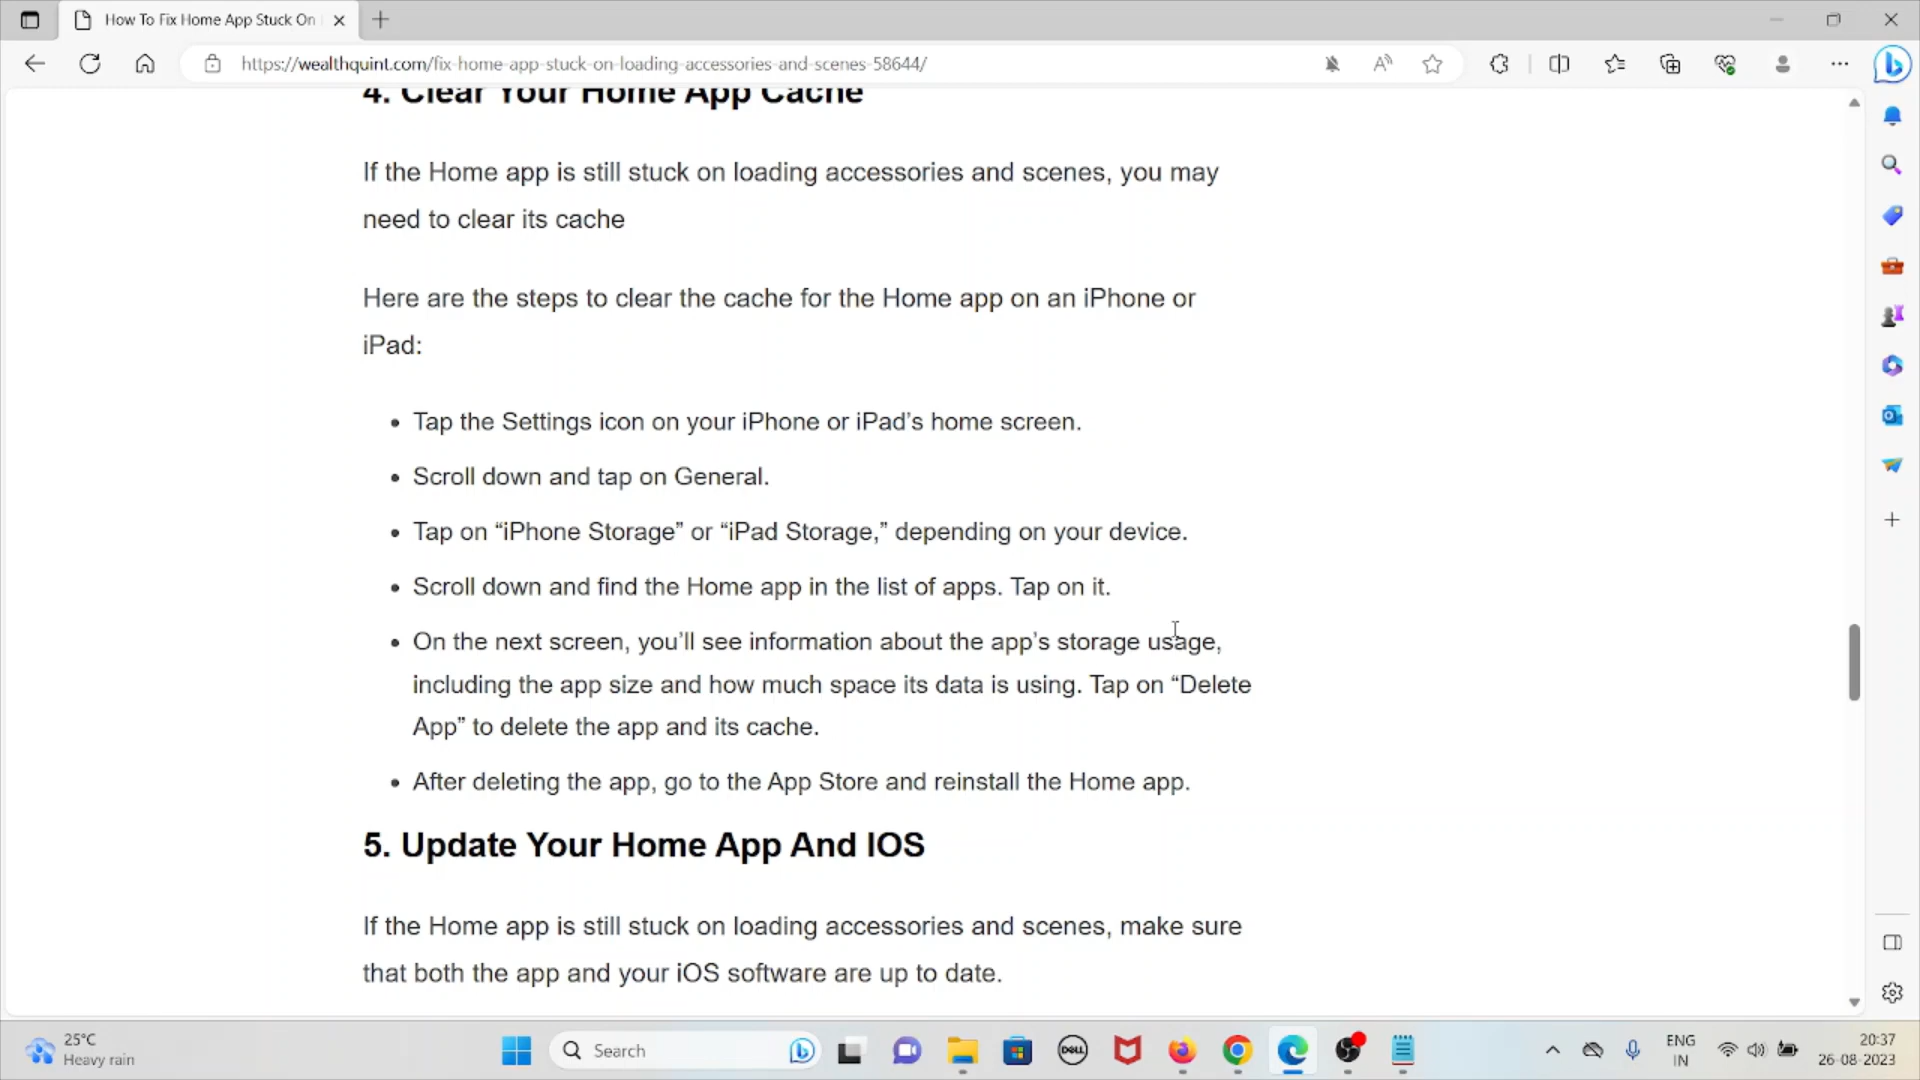 How To Fix Home App Stuck On
https://wealthquint.com/fix-home-app-stuck-on-loading-accessories-and-scenes-58644/
4. Clear Your Home App Cache
If the Home app is still stuck on loading accessories and scenes, you may
need to clear its cache
Here are the steps to clear the cache for the Home app on an iPhone or
iPad:
• Tap the Settings icon on your iPhone or iPad’s home screen.
• Scroll down and tap on General.
• Tap on “iPhone Storage” or “iPad Storage,” depending on your device.
• Scroll down and find the Home app in the list of apps. Tap on it.
• On the next screen, you’ll see information about the app’s storage usage,
including the app size and how much space its data is using. Tap on “Delete
App” to delete the app and its cache.
• After deleting the app, go to the App Store and reinstall the Home app.
5. Update Your Home App And IOS
If the Home app is still stuck on loading accessories and scenes, make sure
that both the app and your iOS software are up to date.
25°C
Heavy rain
Search
DELL
ENG
IN
20:37
26-08-2023